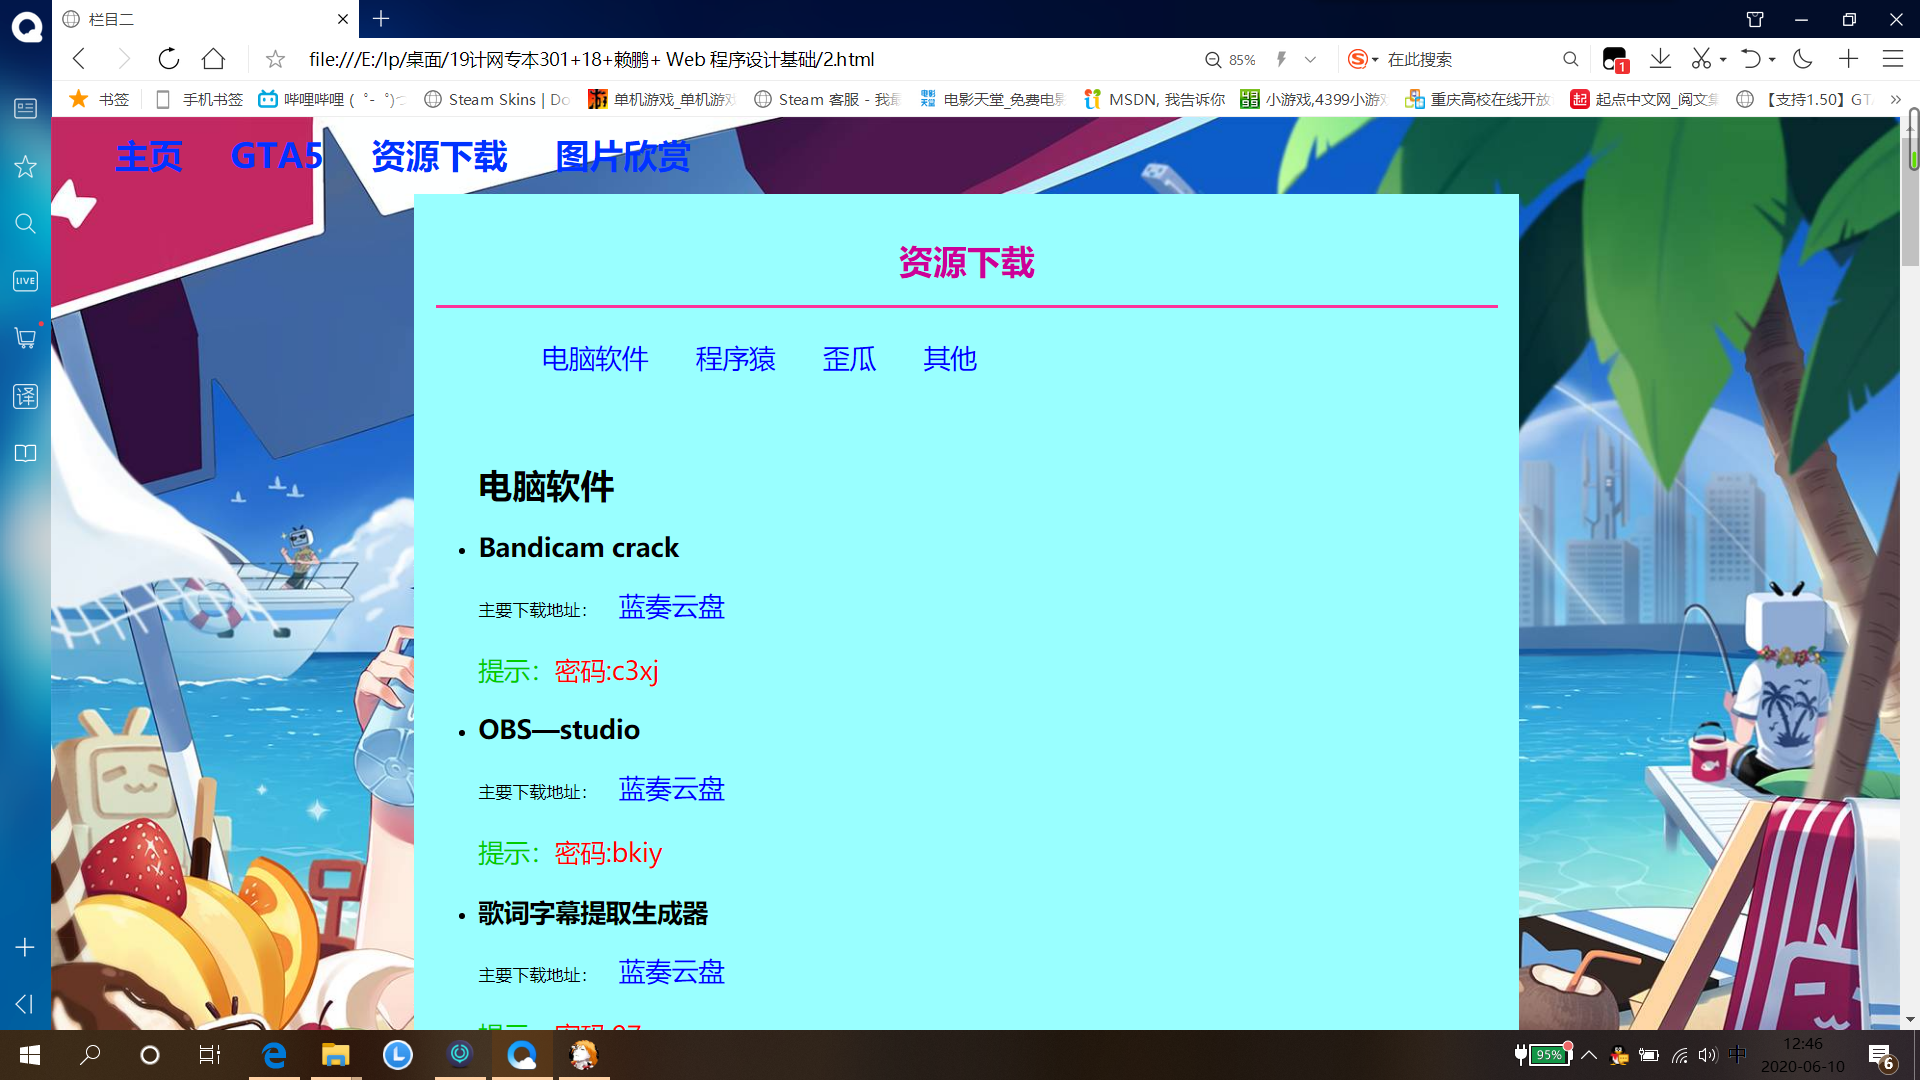 栏目二
file:///E:/lp/桌面/19计网专本301+18+赖鹏+ Web 程序设计基础/2.html
85%
在此搜索
1
书签
手机书签
哔哩哔哩 ( ゜- ゜)つ
Steam Skins | Do
单机游戏_单机游戏
Steam 客服 - 我最
电影天堂_免费电影
MSDN, 我告诉你
小游戏,4399小游戏
重庆高校在线开放
起点中文网_阅文集
【支持1.50】GT
LIVE
译
主页 GTA5 资源下载 图片欣赏
资源下载
电脑软件 程序猿 歪瓜 其他
电脑软件
• Bandicam crack
主要下载地址: 蓝奏云盘
提示：密码:c3xj
• OBS—studio
主要下载地址: 蓝奏云盘
提示：密码:bkiy
• 歌词字幕提取生成器
主要下载地址: 蓝奏云盘
95%
中
12:46
2020-06-10
6